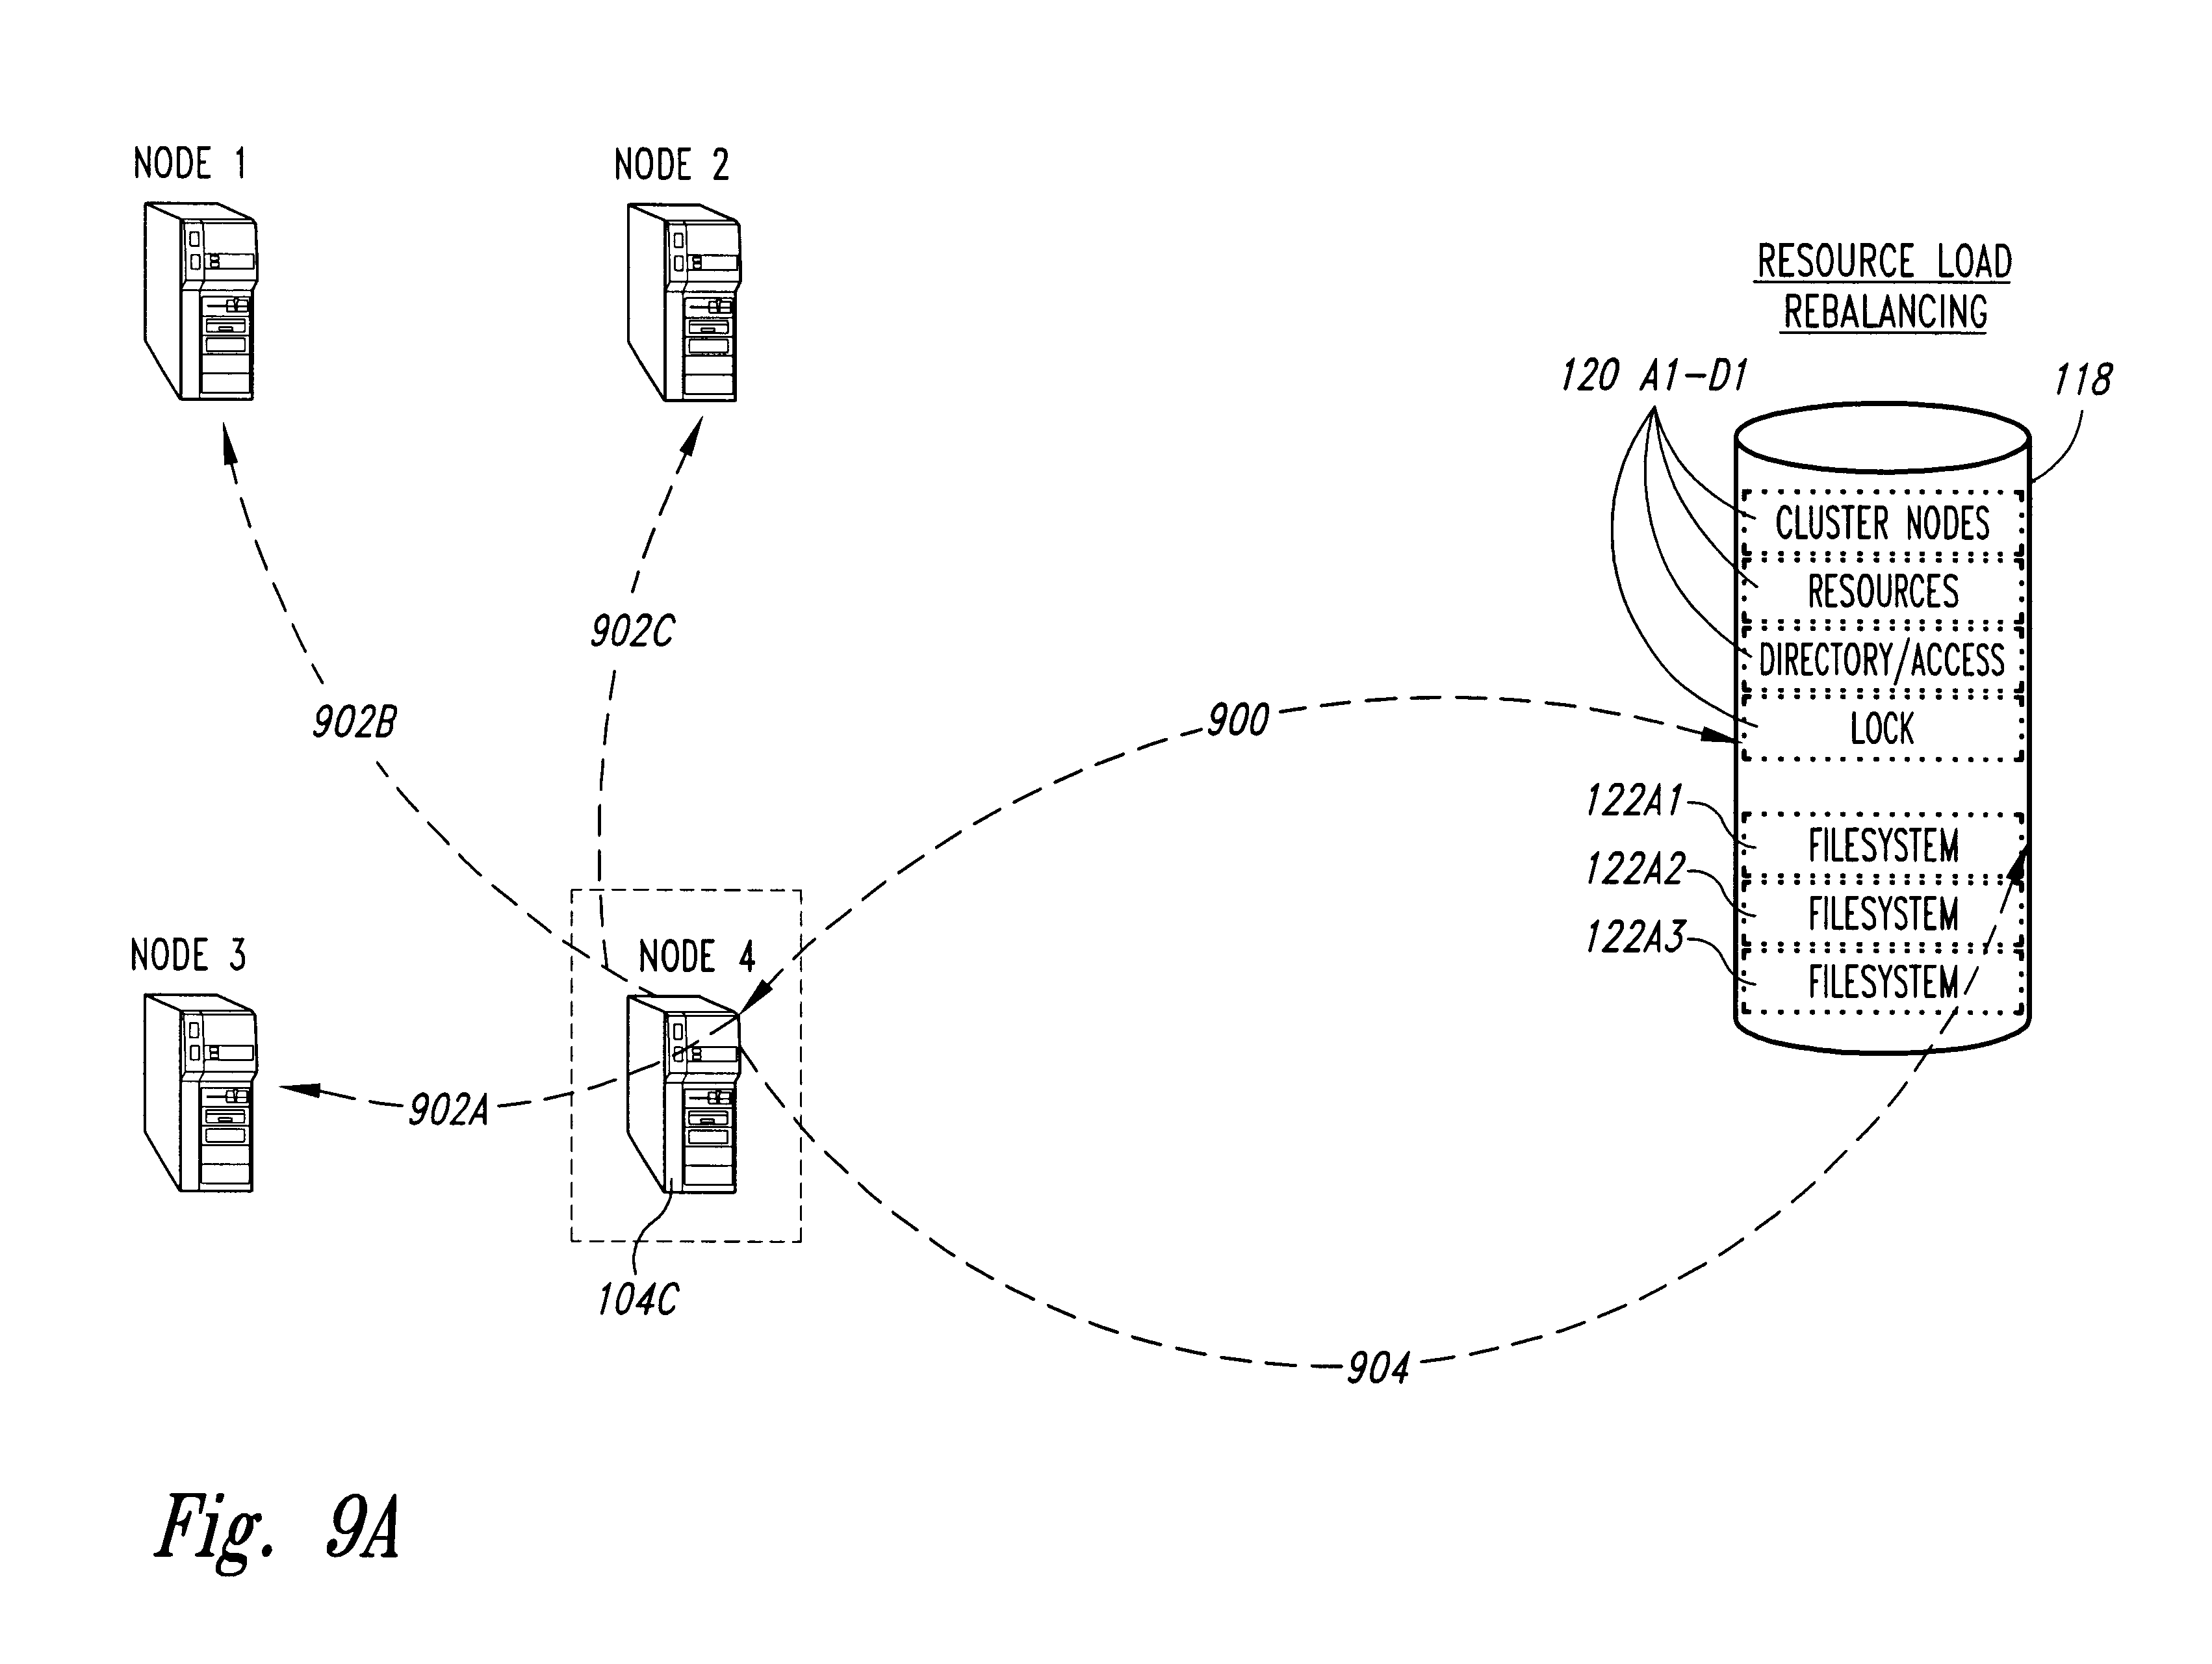 NODE 1
NODE 2
RESOURCE LOAD
REBALANCING
120 A1-D1
118
CLUSTER NODES
RESOURCES
902C
DIRECTORY/ACCESS
902B
900
LOCK
122A1
FILESYSTEM
122A2
FILESYSTEM
122A3
NODE 3
NODE 4
FILESYSTEM
902A
104C
904
Fig. 9A